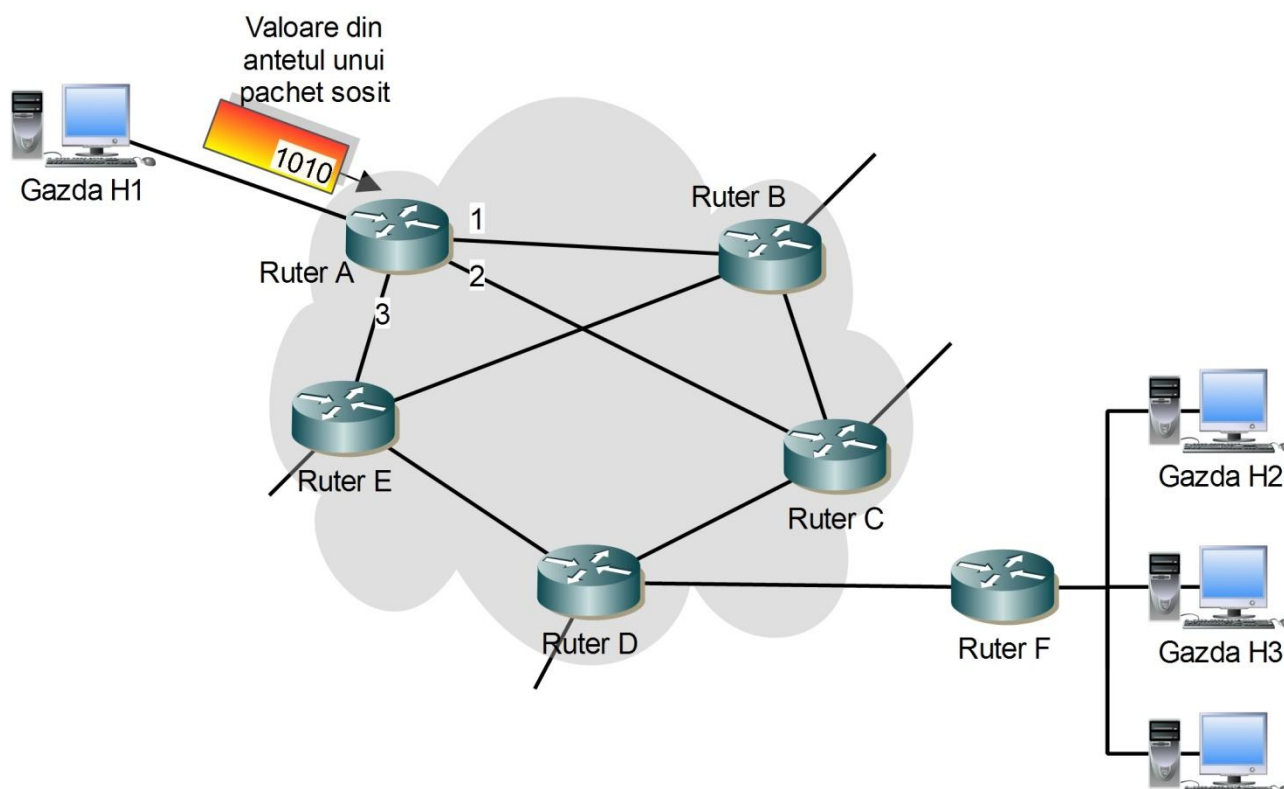 Valoare din
antetul unui
pachet sosit
1010
Gazda H1
Ruter A
1
2
3
Ruter B
Ruter E
Ruter C
Ruter D
Ruter F
Gazda H2
Gazda H3